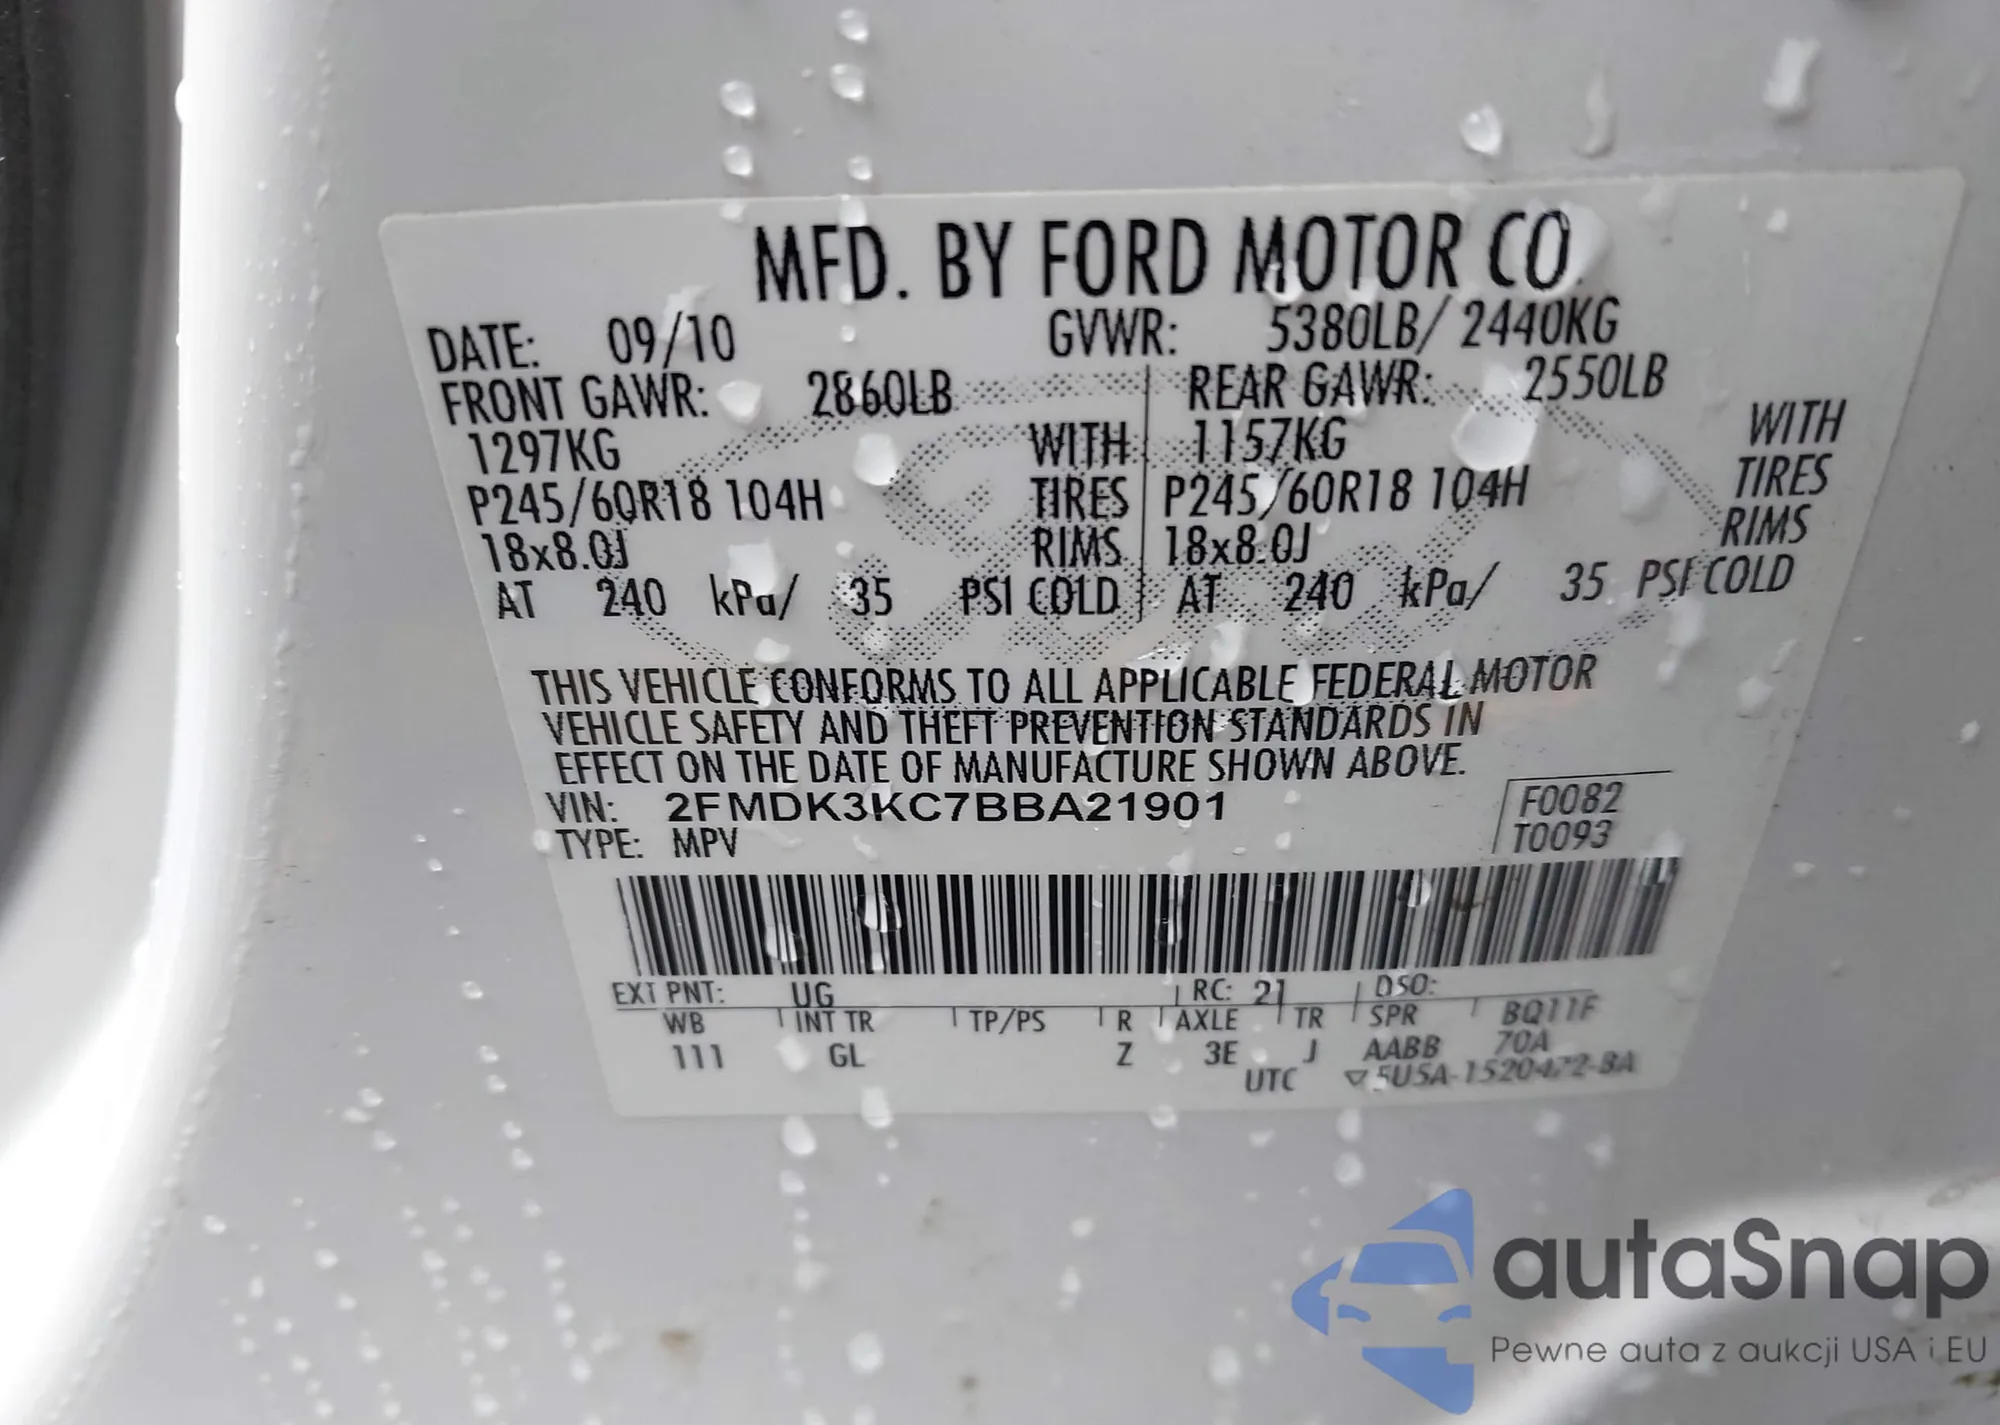 MFD. BY FORD MOTOR CO.
DATE: 09/10 GVWR: 5380LB/ 2440KG
FRONT GAWR: 2860LB REAR GAWR: 2550LB
1297KG WITH 1157KG WITH
P245/60R18 104H TIRES P245/60R18 104H TIRES
18x8.0J RIMS 18x8.0J RIMS
AT 240 kPa/ 35 PSI COLD AT 240 kPa/ 35 PSI COLD
THIS VEHICLE CONFORMS TO ALL APPLICABLE FEDERAL MOTOR
VEHICLE SAFETY AND THEFT PREVENTION STANDARDS IN
EFFECT ON THE DATE OF MANUFACTURE SHOWN ABOVE.
VIN: 2FMDK3KC7BBA21901 F0082
TYPE: MPV T0093
EXT PNT: UG RC: 21 DSO:
WB INT TR TP/PS R AXLE TR SPR BQ11F
111 GL Z 3E J AABB 70A
UTC ▽5U5A-1520472-BA
autaSnap
Pewne auta z aukcji USA i EU